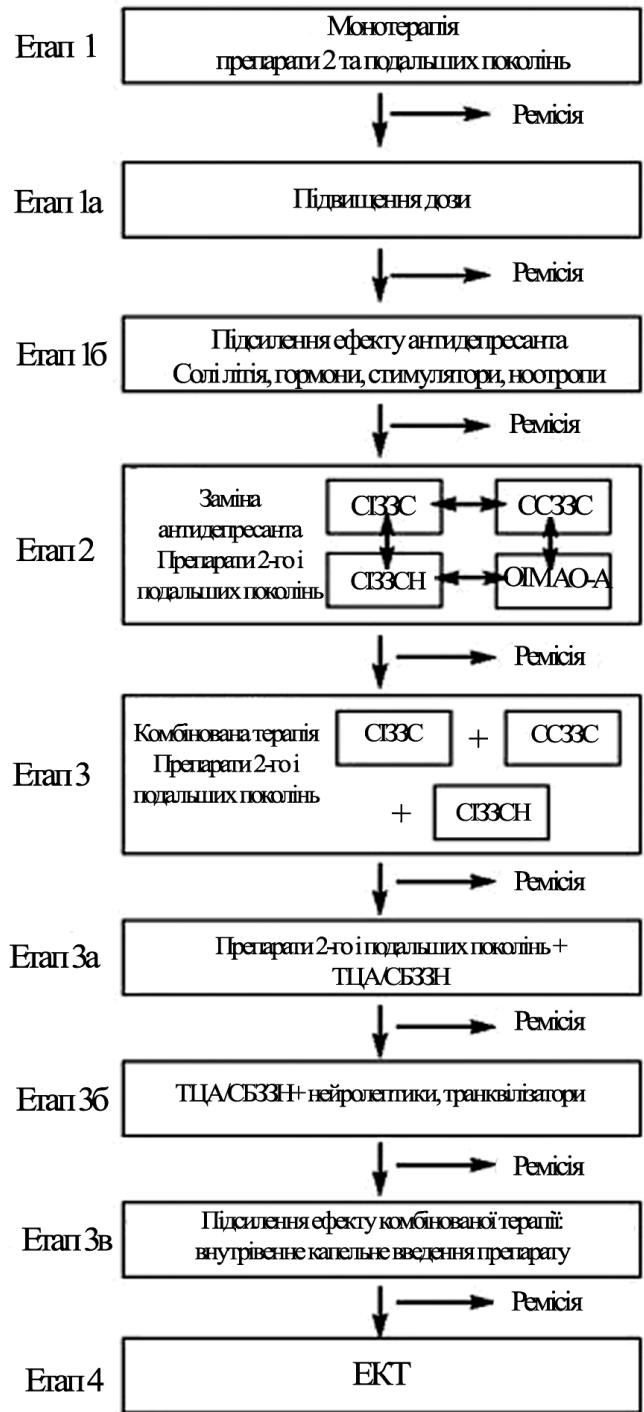 Етап 1
Монотерапія
препарати 2 та подальших поколінь
Ремісія
Етап 1а
Підвищення дози
Ремісія
Етап 1б
Підсилення ефекту антидепресанта
Солі літія, гормони, стимулятори, ноотропи
Ремісія
Етап 2
Заміна
антидепресанта
Препарати 2-го і
подальших поколінь
СІЗЗС
ССЗЗС
СІЗЗСН
ОІМАО-А
Ремісія
Етап 3
Комбінована терапія
Препарати 2-го і
подальших поколінь
СІЗЗС + ССЗЗС
+ СІЗЗСН
Ремісія
Етап 3а
Препарати 2-го і подальших поколінь +
ТЦА/СБЗЗН
Ремісія
Етап 3б
ТЦА/СБЗЗН+ нейролептики, транквілізатори
Ремісія
Етап 3в
Підсилення ефекту комбінованої терапії:
внутрівенне капельне введення препарату
Ремісія
Етап 4
ЕКТ